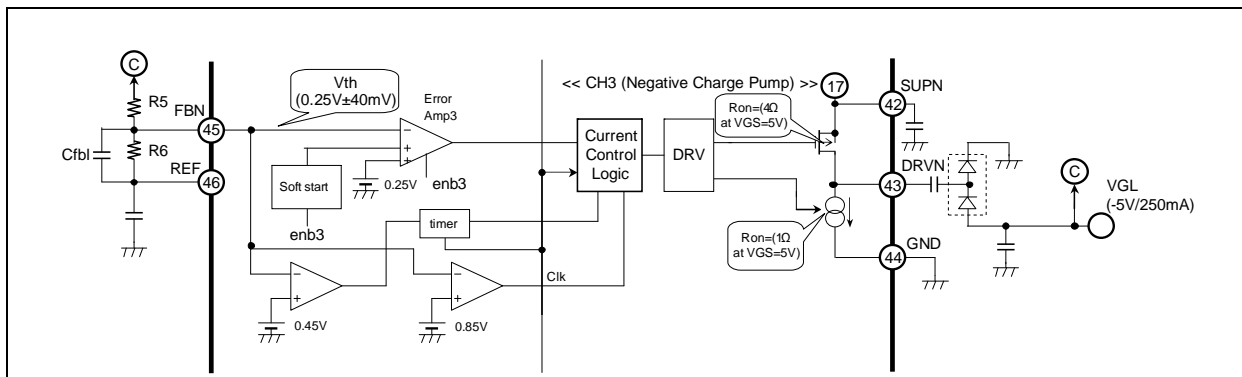 << CH3 (Negative Charge Pump) >>
C
R5
FBN
45
Cfbl
R6
REF
46
Vth
(0.25V±40mV)
Error
Amp3
−
+
+
0.25V
enb3
Soft start
enb3
timer
−
+
0.45V
−
+
0.85V
Clk
Current
Control
Logic
DRV
Ron=(4Ω
at VGS=5V)
17
SUPN
42
DRVN
43
Ron=(1Ω
at VGS=5V)
GND
44
C
VGL
(-5V/250mA)